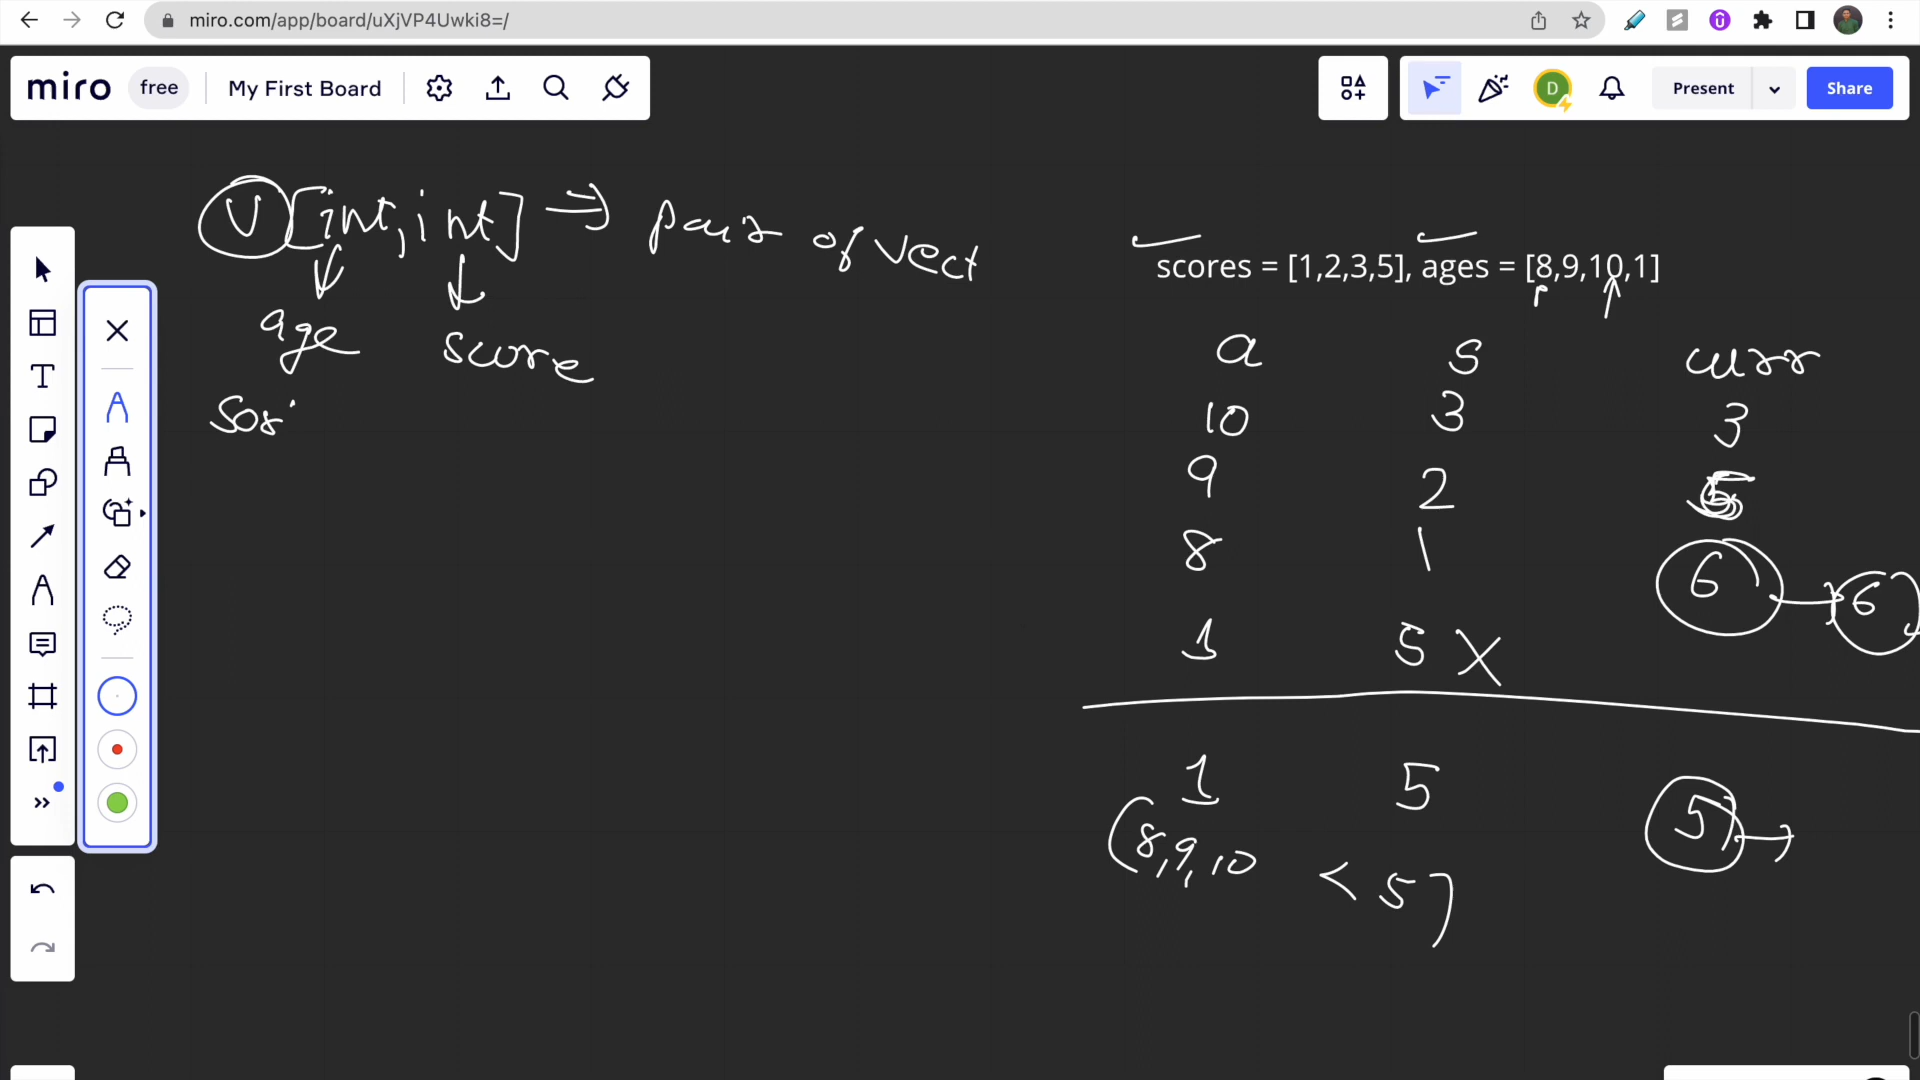 miro.com/app/board/uXjVP4Uwki8=/
miro free My First Board
D Present Share
V [int, int] => pair of vect
age score
Sor
scores = [1,2,3,5], ages = [8,9,10,1]
a S curr
10 3 3
9 2 5
8 1 6 → 6
1 5 X
1 5 5 →
(8,9,10 < 5)